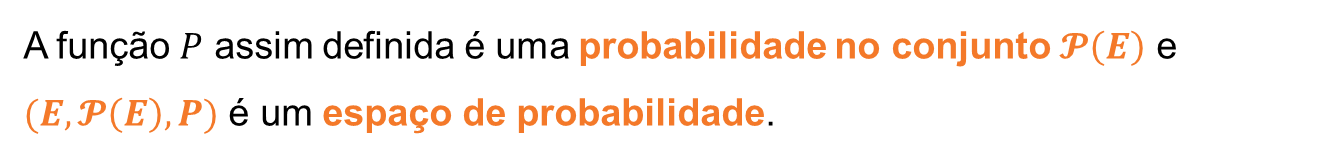 A função 𝑃 assim definida é uma probabilidade no conjunto 𝓟(𝑬) e
(𝑬, 𝓟(𝑬), 𝑷) é um espaço de probabilidade.